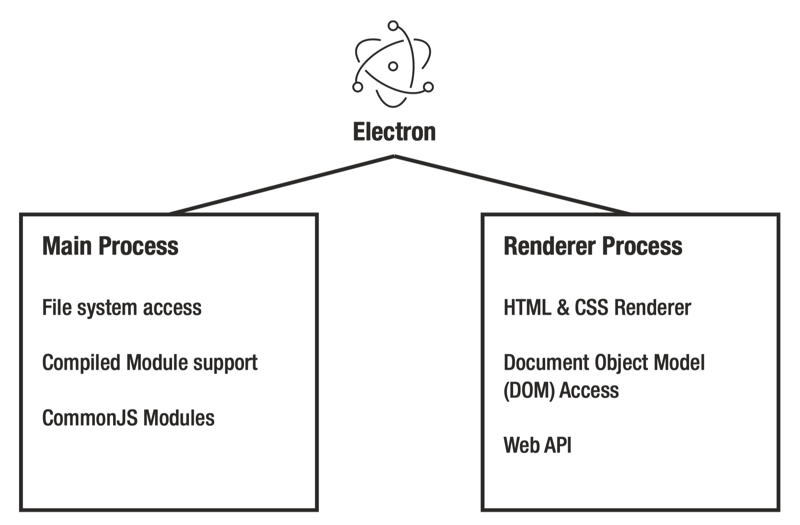 Electron
Main Process
File system access
Compiled Module support
CommonJS Modules
Renderer Process
HTML & CSS Renderer
Document Object Model
(DOM) Access
Web API